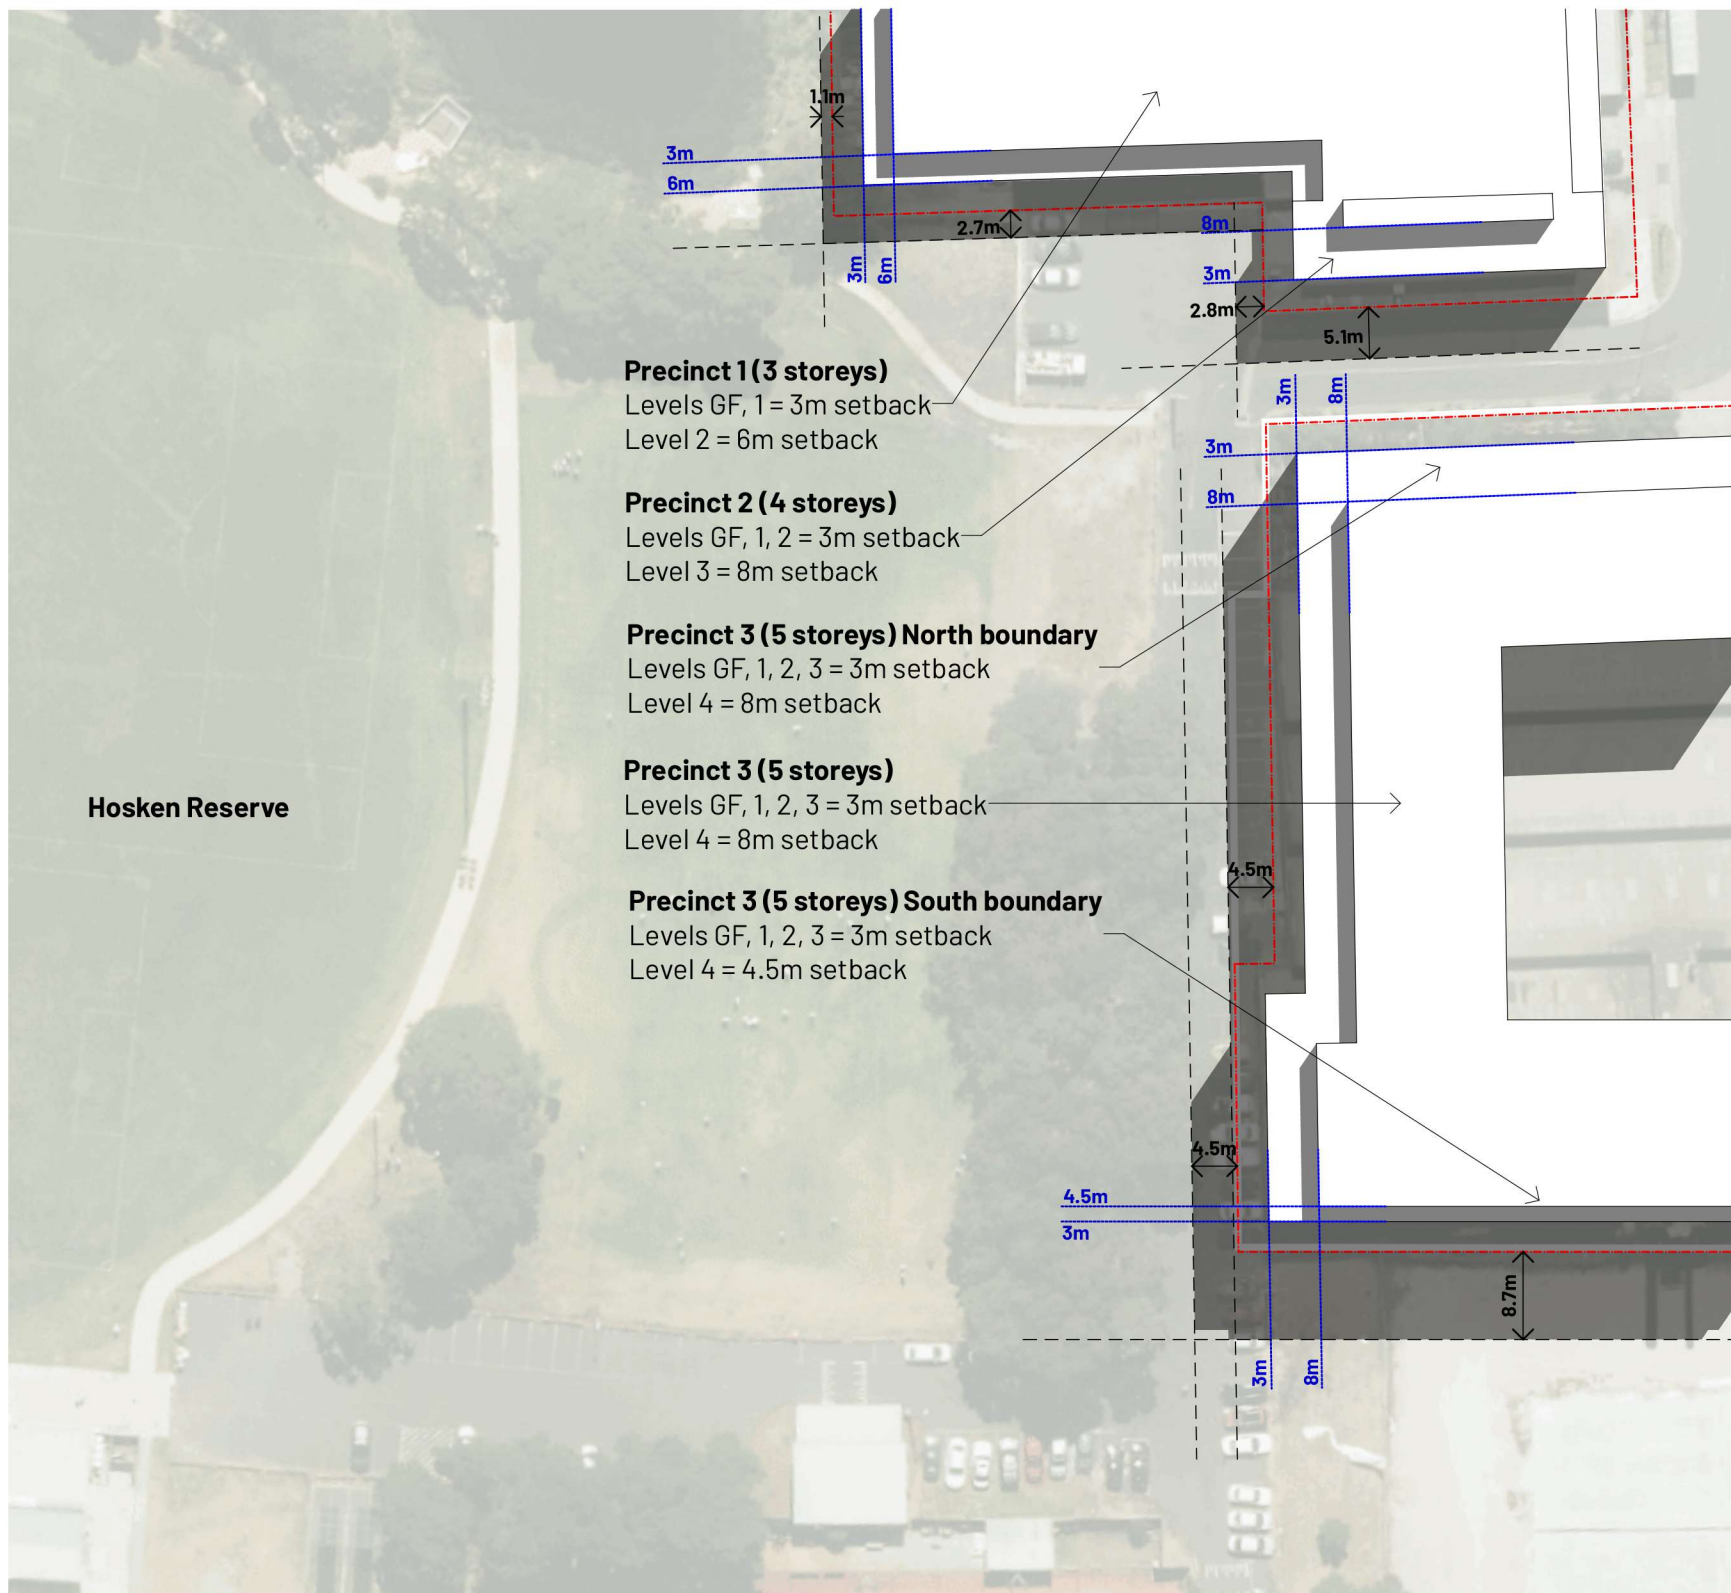 1.1m
3m
6m
2.7m
8m
3m
6m
3m
2.8m
5.1m
Precinct 1 (3 storeys)
Levels GF, 1 = 3m setback
Level 2 = 6m setback
3m
8m
3m
8m
Precinct 2 (4 storeys)
Levels GF, 1, 2 = 3m setback
Level 3 = 8m setback
Precinct 3 (5 storeys) North boundary
Levels GF, 1, 2, 3 = 3m setback
Level 4 = 8m setback
Precinct 3 (5 storeys)
Levels GF, 1, 2, 3 = 3m setback
Level 4 = 8m setback
Hosken Reserve
4.5m
Precinct 3 (5 storeys) South boundary
Levels GF, 1, 2, 3 = 3m setback
Level 4 = 4.5m setback
4.5m
4.5m
3m
8.7m
3m
8m